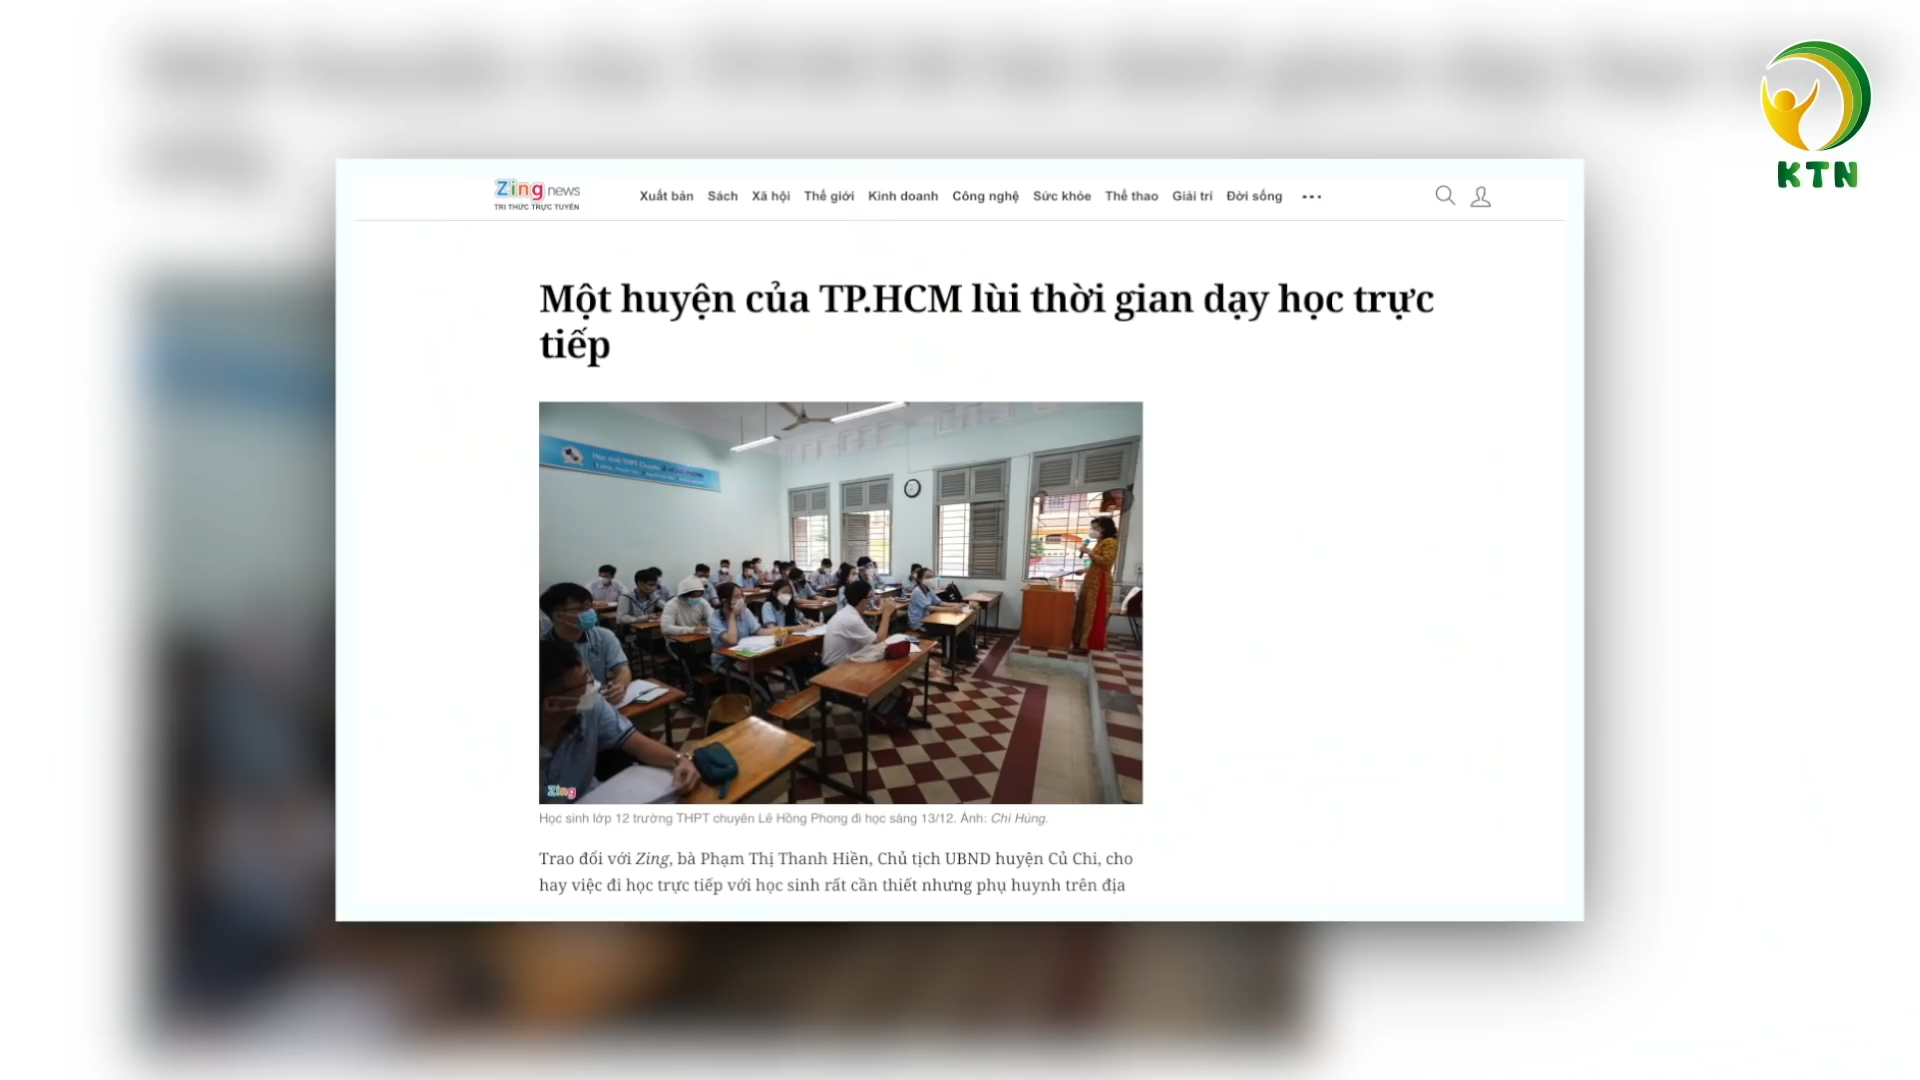 KTN
Zing news
TRI THỨC TRỰC TUYẾN
Xuất bản Sách Xã hội Thế giới Kinh doanh Công nghệ Sức khỏe Thể thao Giải trí Đời sống
Một huyện của TP.HCM lùi thời gian dạy học trực
tiếp
Zing
Học sinh lớp 12 trường THPT chuyên Lê Hồng Phong đi học sáng 13/12. Ảnh: Chí Hùng.
Trao đổi với Zing, bà Phạm Thị Thanh Hiền, Chủ tịch UBND huyện Củ Chi, cho
hay việc đi học trực tiếp với học sinh rất cần thiết nhưng phụ huynh trên địa